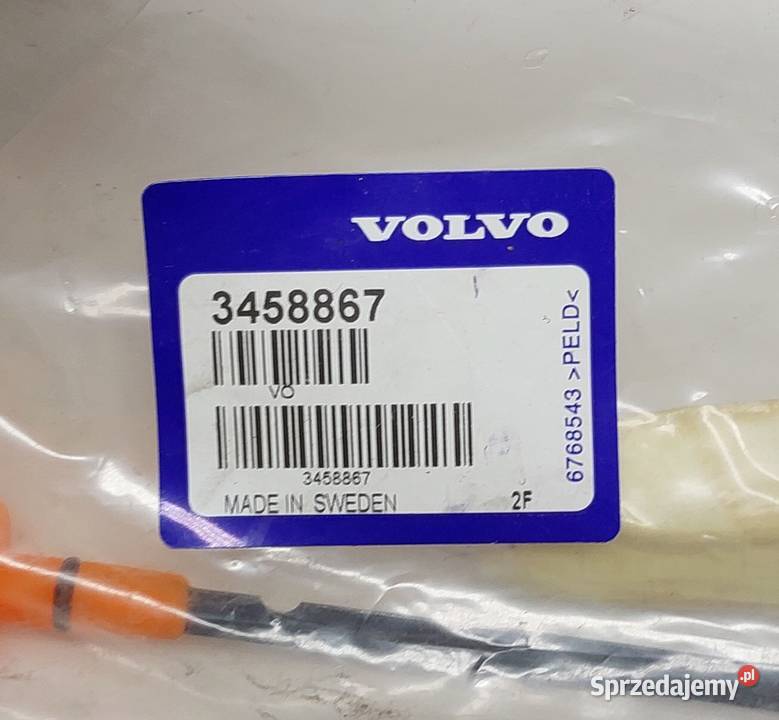 VOLVO
3458867
VO
3458867
MADE IN SWEDEN 2F
6768543 >PELD<
Sprzedajemy.pl